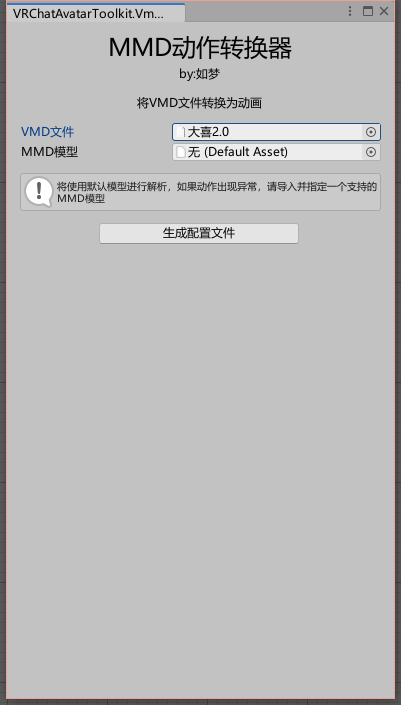 VRChatAvatarToolkit.Vm...
MMD动作转换器
by:如梦
将VMD文件转换为动画
VMD文件
大喜2.0
MMD模型
无 (Default Asset)
将使用默认模型进行解析，如果动作出现异常，请导入并指定一个支持的
MMD模型
生成配置文件